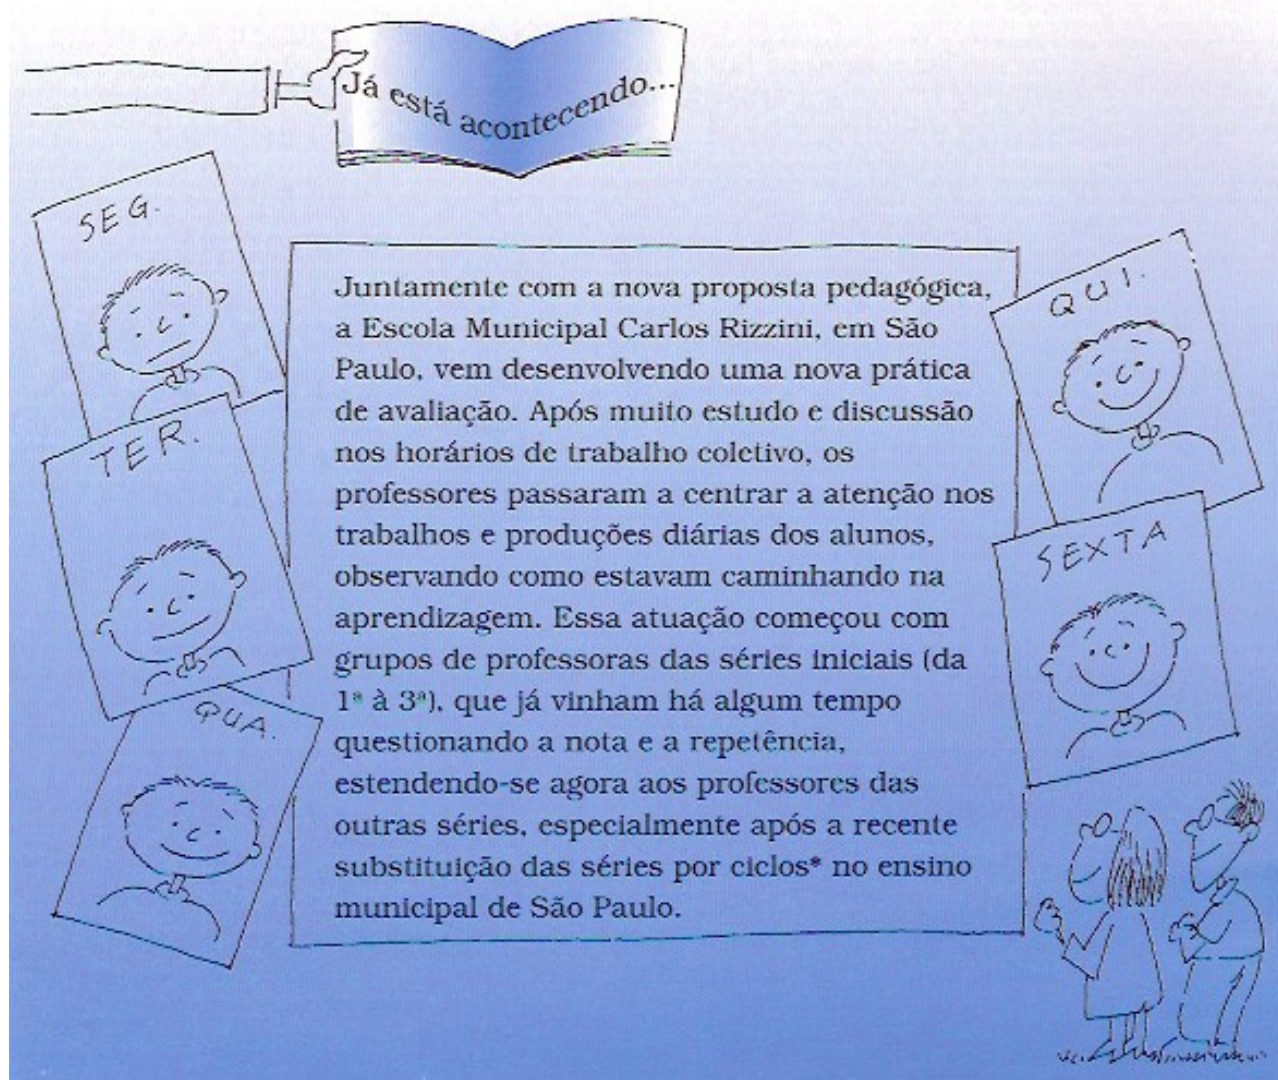 Já está acontecendo...
SEG.
TER.
QUA.
Juntamente com a nova proposta pedagógica,
a Escola Municipal Carlos Rizzini, em São
Paulo, vem desenvolvendo uma nova prática
de avaliação. Após muito estudo e discussão
nos horários de trabalho coletivo, os
professores passaram a centrar a atenção nos
trabalhos e produções diárias dos alunos,
observando como estavam caminhando na
aprendizagem. Essa atuação começou com
grupos de professoras das séries iniciais (da
1ª à 3ª), que já vinham há algum tempo
questionando a nota e a repetência,
estendendo-se agora aos professores das
outras séries, especialmente após a recente
substituição das séries por ciclos* no ensino
municipal de São Paulo.
QUI.
SEXTA